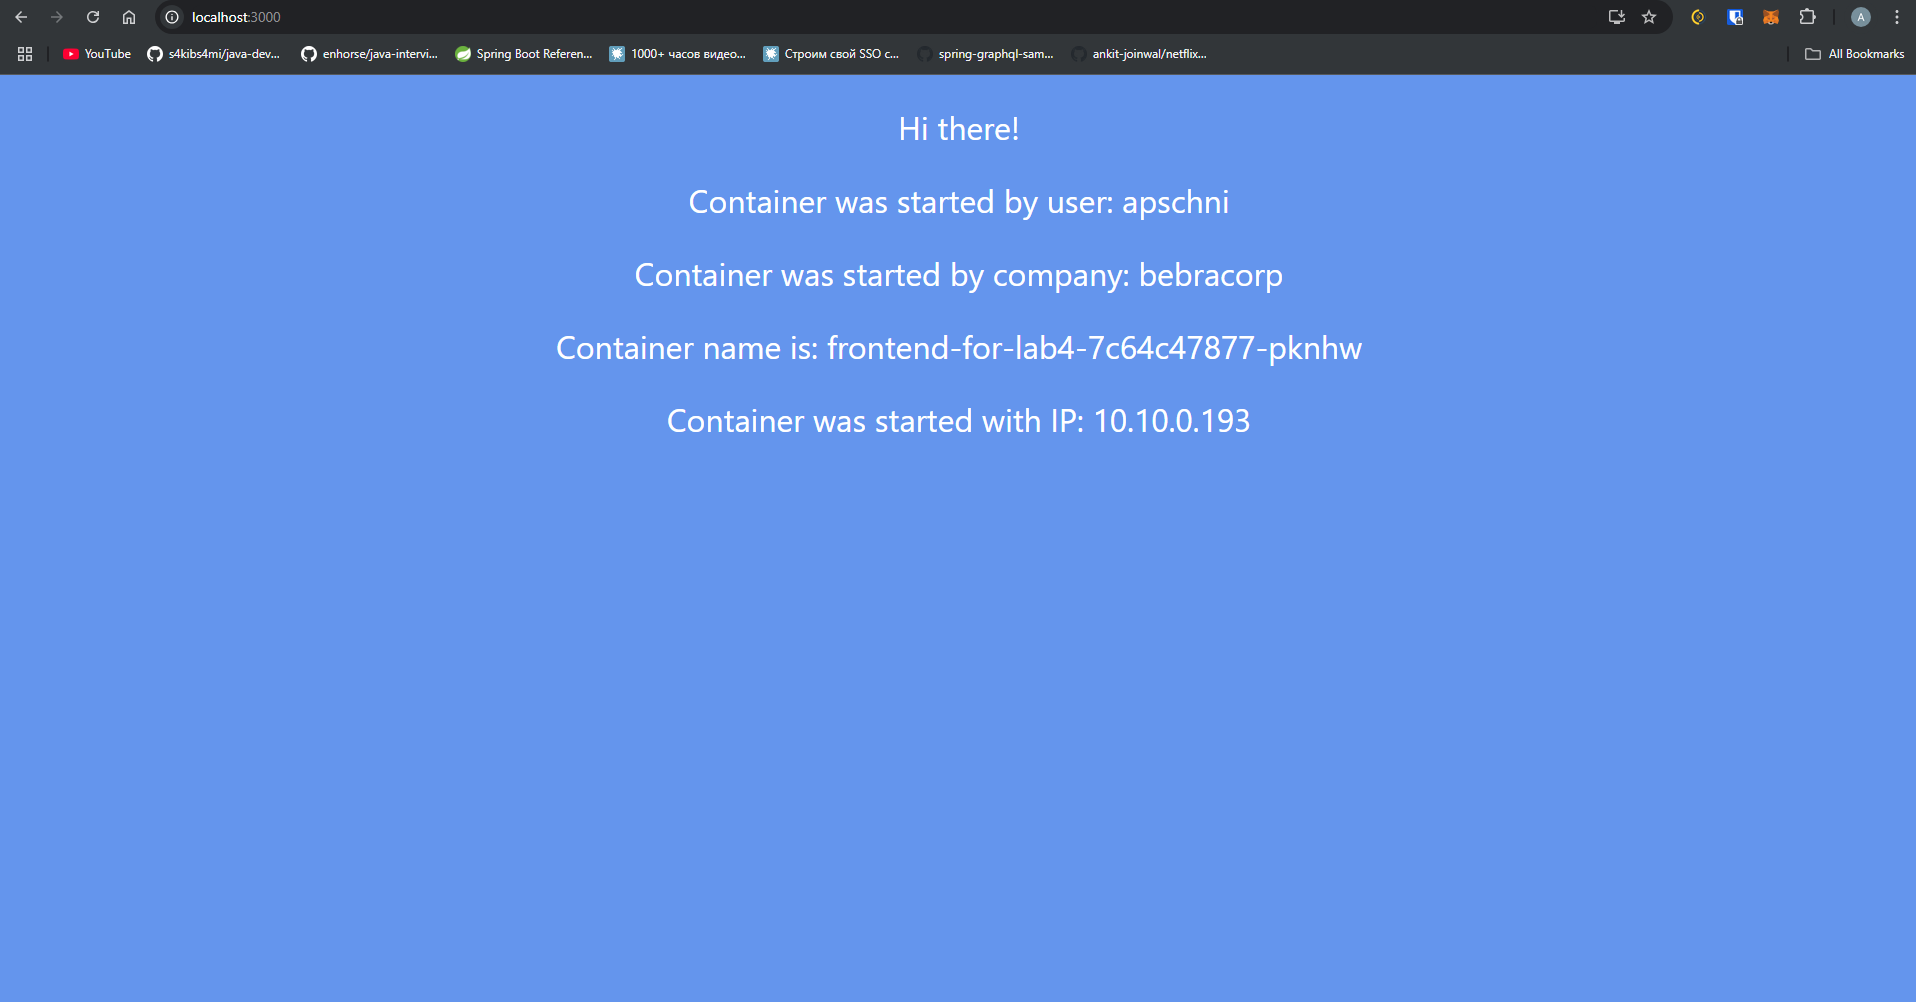 localhost:3000
A
YouTube
s4kibs4mi/java-dev...
enhorse/java-intervi...
Spring Boot Referen...
1000+ часов видео...
Строим свой SSO с...
spring-graphql-sam...
ankit-joinwal/netflix...
All Bookmarks
Hi there!
Container was started by user: apschni
Container was started by company: bebracorp
Container name is: frontend-for-lab4-7c64c47877-pknhw
Container was started with IP: 10.10.0.193